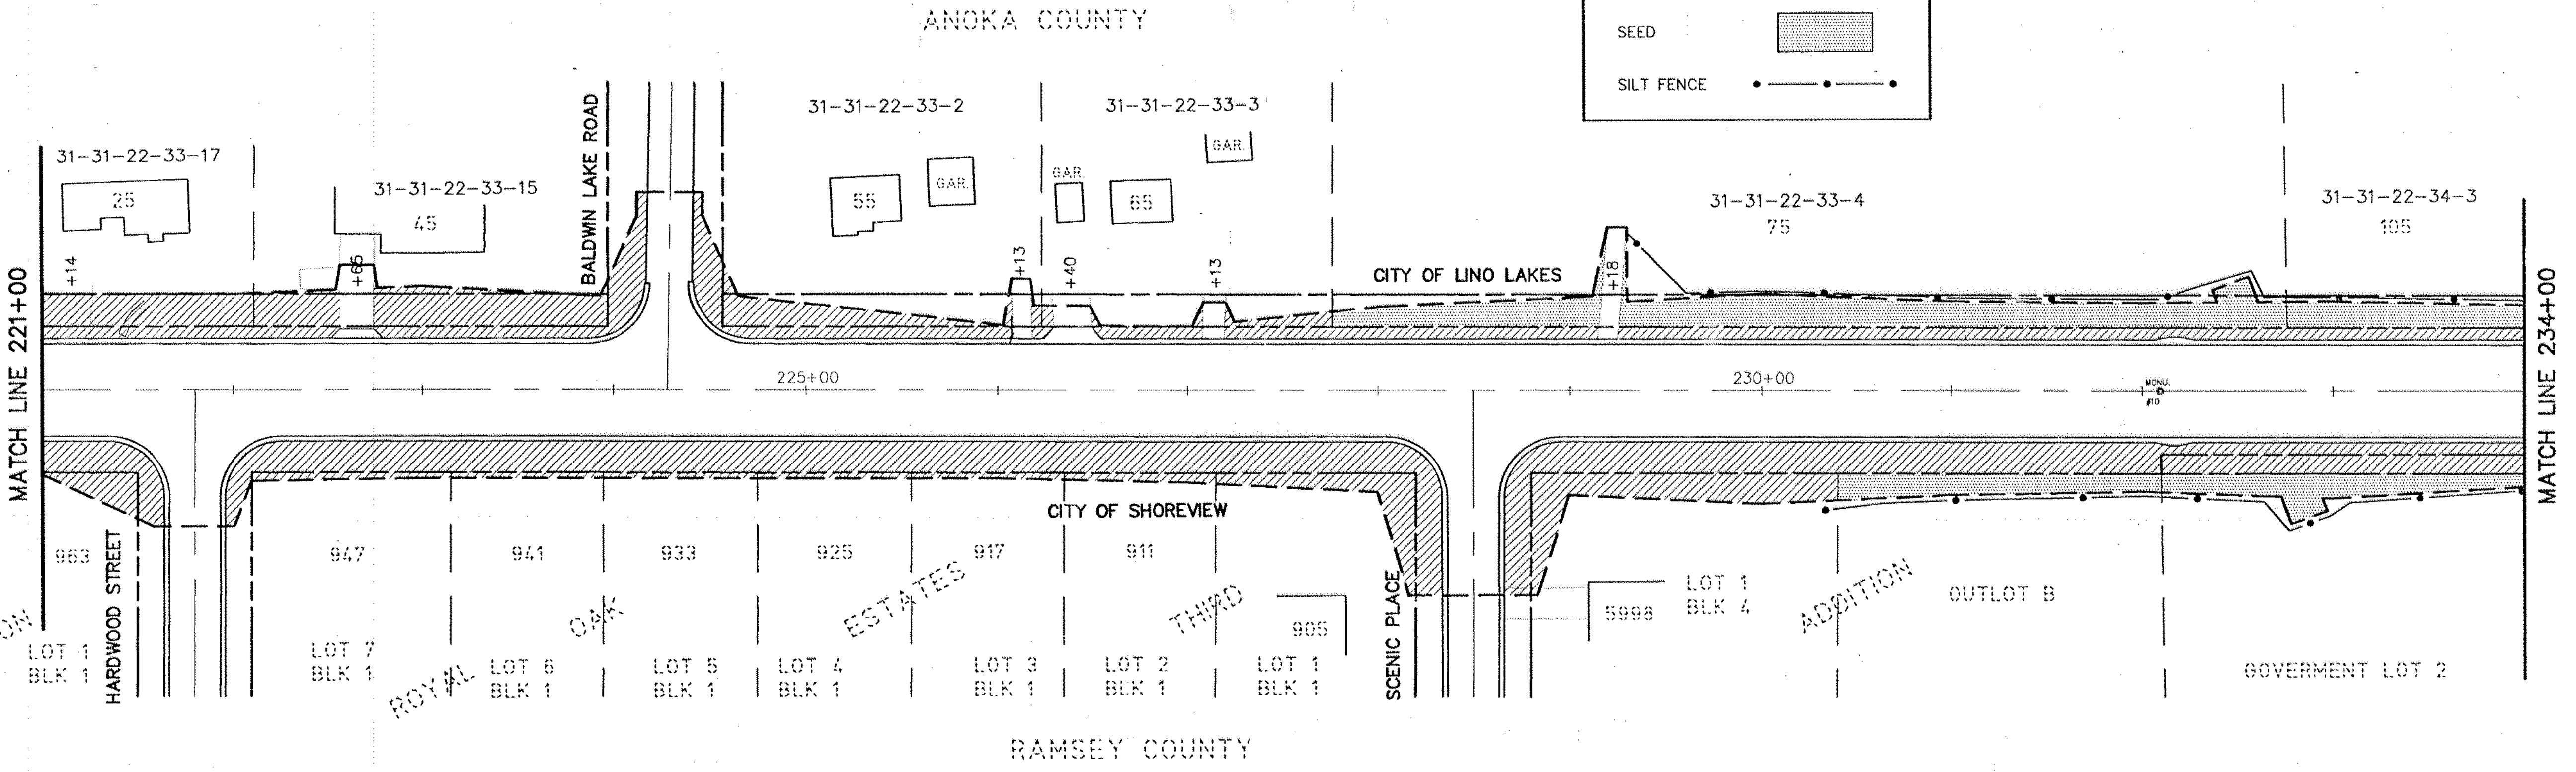 ANOKA COUNTY
SEED
SILT FENCE
31-31-22-33-17
25
+14
31-31-22-33-15
45
+65
BALDWIN LAKE ROAD
31-31-22-33-2
55
GAR.
+13
31-31-22-33-3
GAR.
GAR.
65
+40
+13
CITY OF LINO LAKES
+18
31-31-22-33-4
75
31-31-22-34-3
105
MATCH LINE 221+00
225+00
230+00
MONU.
#10
MATCH LINE 234+00
CITY OF SHOREVIEW
963
HARDWOOD STREET
947
941
933
925
917
911
905
SCENIC PLACE
5998
LOT 1
BLK 4
OUTLOT B
ON
ROYAL OAK ESTATES THIRD ADDITION
LOT 1
BLK 1
LOT 7
BLK 1
LOT 6
BLK 1
LOT 5
BLK 1
LOT 4
BLK 1
LOT 3
BLK 1
LOT 2
BLK 1
LOT 1
BLK 1
GOVERMENT LOT 2
RAMSEY COUNTY